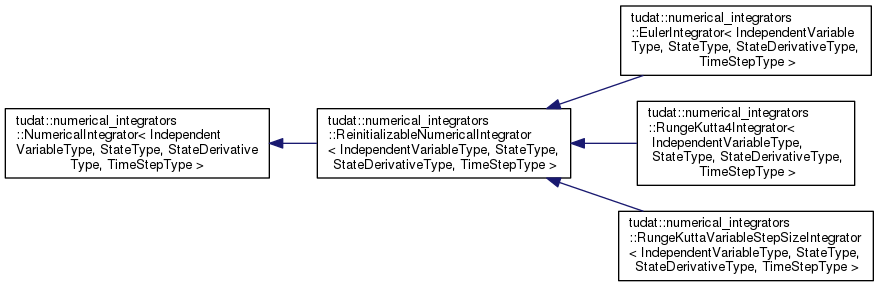 tudat::numerical_integrators
::NumericalIntegrator< Independent
VariableType, StateType, StateDerivative
Type, TimeStepType >
tudat::numerical_integrators
::ReinitializableNumericalIntegrator
< IndependentVariableType, StateType,
StateDerivativeType, TimeStepType >
tudat::numerical_integrators
::EulerIntegrator< IndependentVariable
Type, StateType, StateDerivativeType,
TimeStepType >
tudat::numerical_integrators
::RungeKutta4Integrator<
IndependentVariableType,
StateType, StateDerivativeType,
TimeStepType >
tudat::numerical_integrators
::RungeKuttaVariableStepSizeIntegrator
< IndependentVariableType, StateType,
StateDerivativeType, TimeStepType >